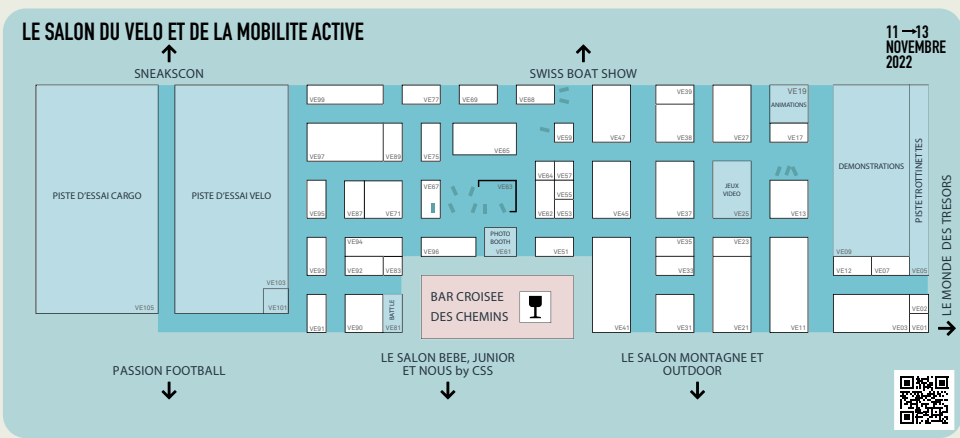 LE SALON DU VELO ET DE LA MOBILITE ACTIVE
11→13
NOVEMBRE
2022
SNEAKSCON
SWISS BOAT SHOW
VE99
VE77
VE69
VE68
VE47
VE39
VE38
VE27
VE19
ANIMATIONS
VE17
VE97
VE89
VE75
VE65
VE59
PISTE D'ESSAI CARGO
PISTE D'ESSAI VELO
DEMONSTRATIONS
PISTE TROTTINETTES
VE95
VE87
VE71
VE67
VE63
VE64
VE57
VE55
VE62
VE53
VE45
VE37
JEUX
VIDEO
VE25
VE13
PHOTO
BOOTH
VE61
VE93
VE94
VE92
VE83
VE96
VE51
VE35
VE33
VE23
VE09
VE12
VE07
VE05
VE105
VE103
VE101
VE91
VE90
BATTLE
VE81
BAR CROISEE
DES CHEMINS
VE41
VE31
VE21
VE11
VE03
VE02
VE01
LE MONDE DES TRESORS
PASSION FOOTBALL
LE SALON BEBE, JUNIOR
ET NOUS by CSS
LE SALON MONTAGNE ET
OUTDOOR